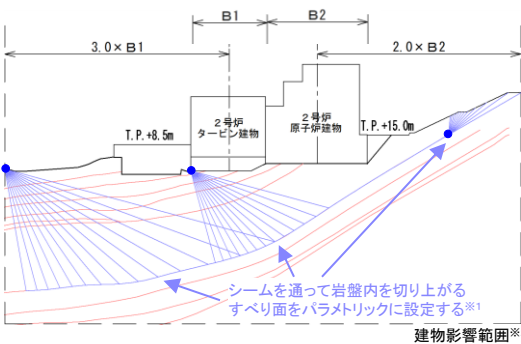 B1
B2
3.0×B1
2.0×B2
2号炉
タービン建物
2号炉
原子炉建物
T.P.+8.5m
T.P.+15.0m
シームを通って岩盤内を切り上がる
すべり面をパラメトリックに設定する※1
建物影響範囲※